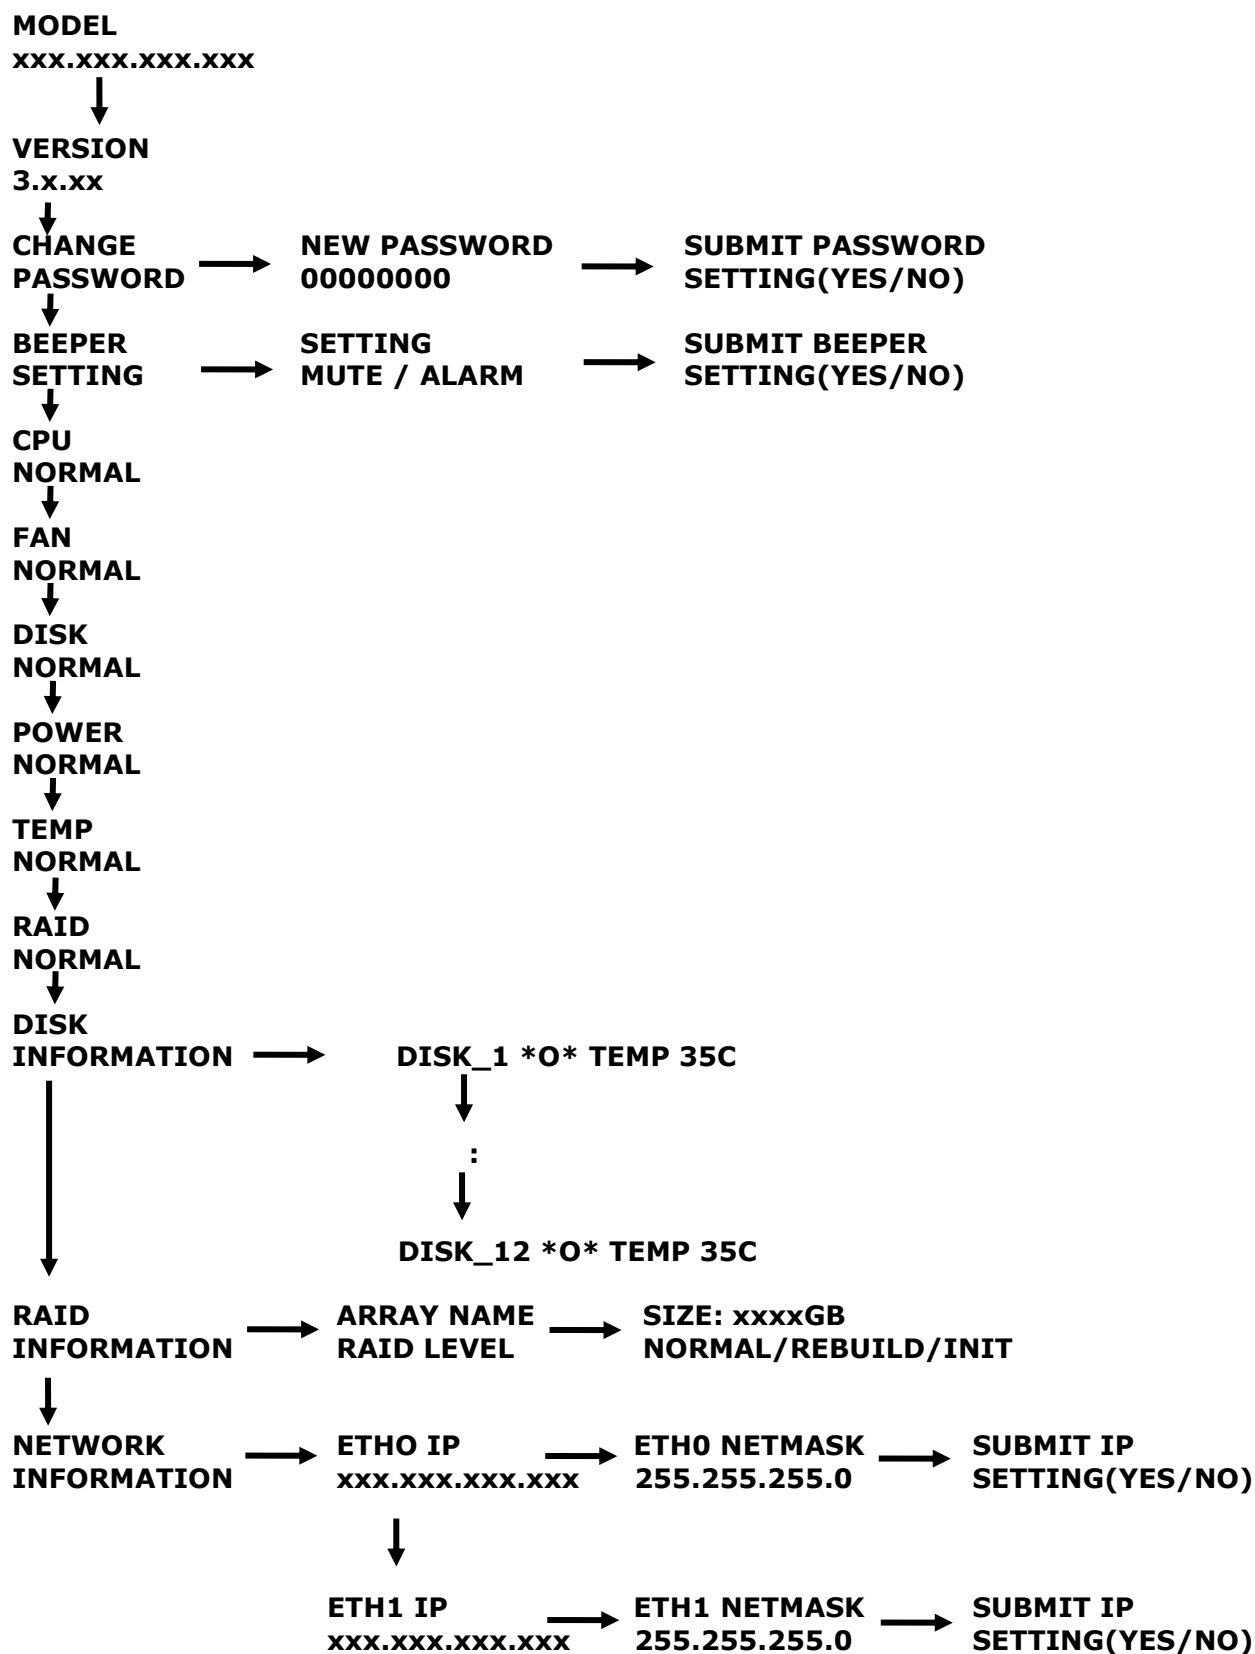 MODEL
xxx.xxx.xxx.xxx
VERSION
3.x.xx
CHANGE
PASSWORD
NEW PASSWORD
00000000
SUBMIT PASSWORD
SETTING(YES/NO)
BEEPER
SETTING
SETTING
MUTE / ALARM
SUBMIT BEEPER
SETTING(YES/NO)
CPU
NORMAL
FAN
NORMAL
DISK
NORMAL
POWER
NORMAL
TEMP
NORMAL
RAID
NORMAL
DISK
INFORMATION
DISK_1 *O* TEMP 35C
:
DISK_12 *O* TEMP 35C
RAID
INFORMATION
ARRAY NAME
RAID LEVEL
SIZE: xxxxGB
NORMAL/REBUILD/INIT
NETWORK
INFORMATION
ETHO IP
xxx.xxx.xxx.xxx
ETH0 NETMASK
255.255.255.0
SUBMIT IP
SETTING(YES/NO)
ETH1 IP
xxx.xxx.xxx.xxx
ETH1 NETMASK
255.255.255.0
SUBMIT IP
SETTING(YES/NO)